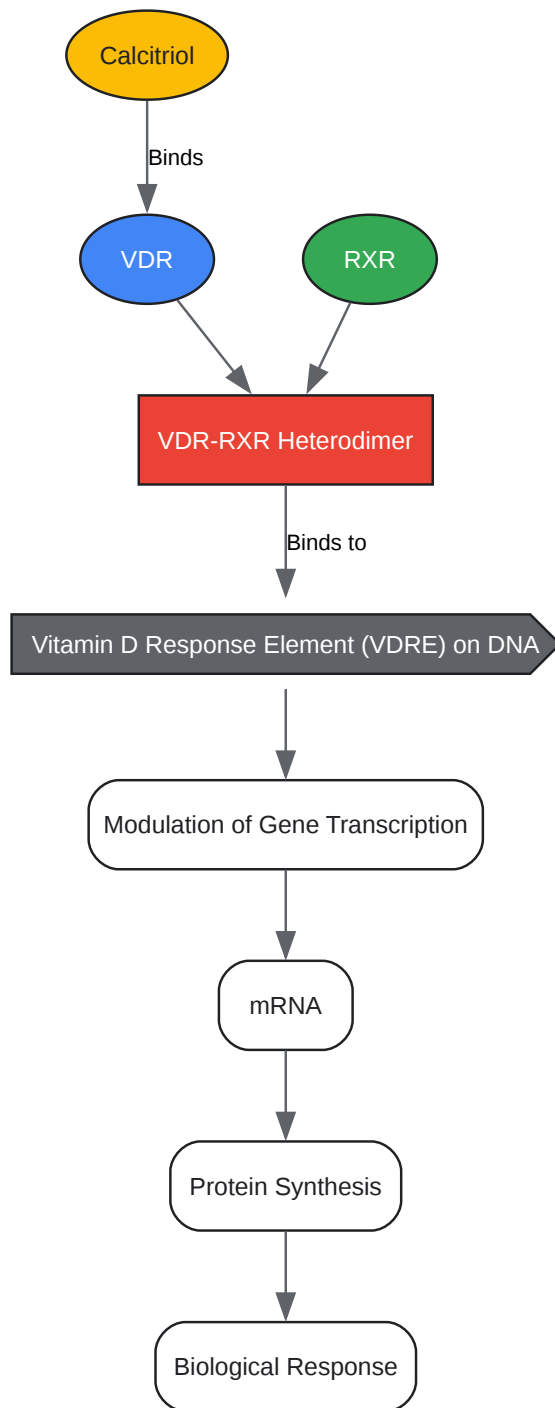 Calcitriol
Binds
VDR
RXR
VDR-RXR Heterodimer
Binds to
Vitamin D Response Element (VDRE) on DNA
Modulation of Gene Transcription
mRNA
Protein Synthesis
Biological Response